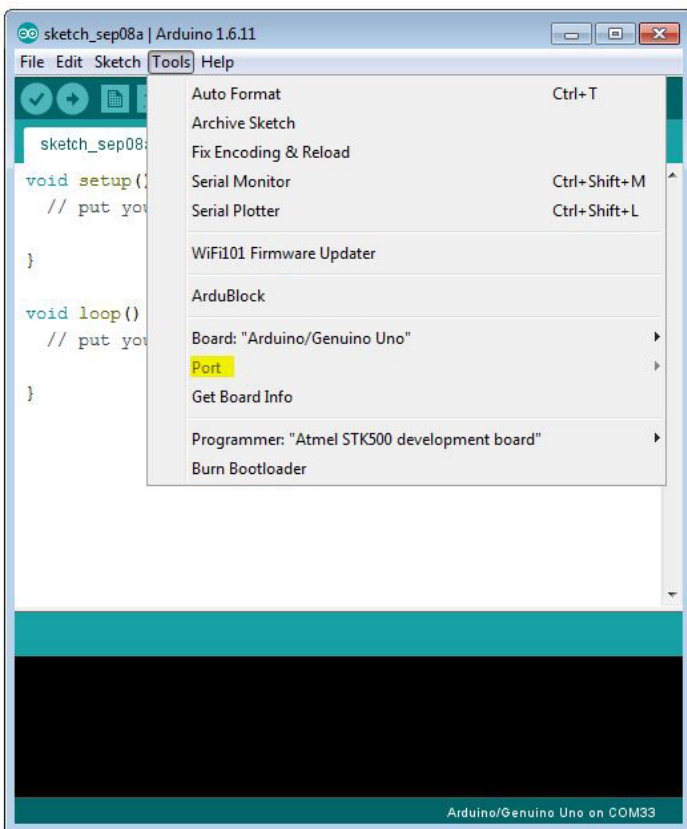 sketch_sep08a | Arduino 1.6.11
File Edit Sketch Tools Help
Auto Format Ctrl+T
Archive Sketch
sketch_sep08a
Fix Encoding & Reload
void setup()
Serial Monitor Ctrl+Shift+M
// put you
Serial Plotter Ctrl+Shift+L
}
WiFi101 Firmware Updater
ArduBlock
void loop()
// put you
Board: "Arduino/Genuino Uno"
Port
}
Get Board Info
Programmer: "Atmel STK500 development board"
Burn Bootloader
Arduino/Genuino Uno on COM33